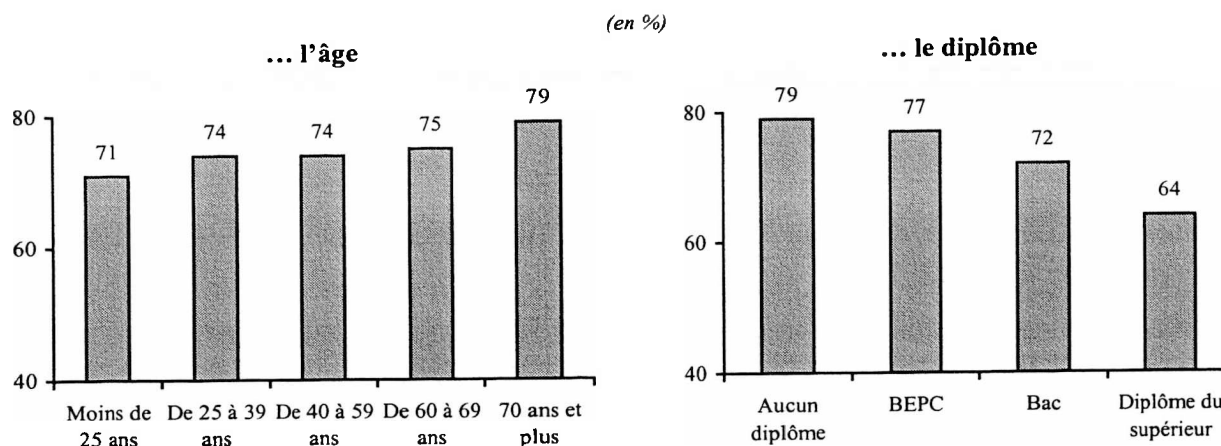 (en %)
... l'âge
80
60
40
71
74
74
75
79
Moins de 25 ans
De 25 à 39 ans
De 40 à 59 ans
De 60 à 69 ans
70 ans et plus
... le diplôme
80
60
40
79
77
72
64
Aucun diplôme
BEPC
Bac
Diplôme du supérieur